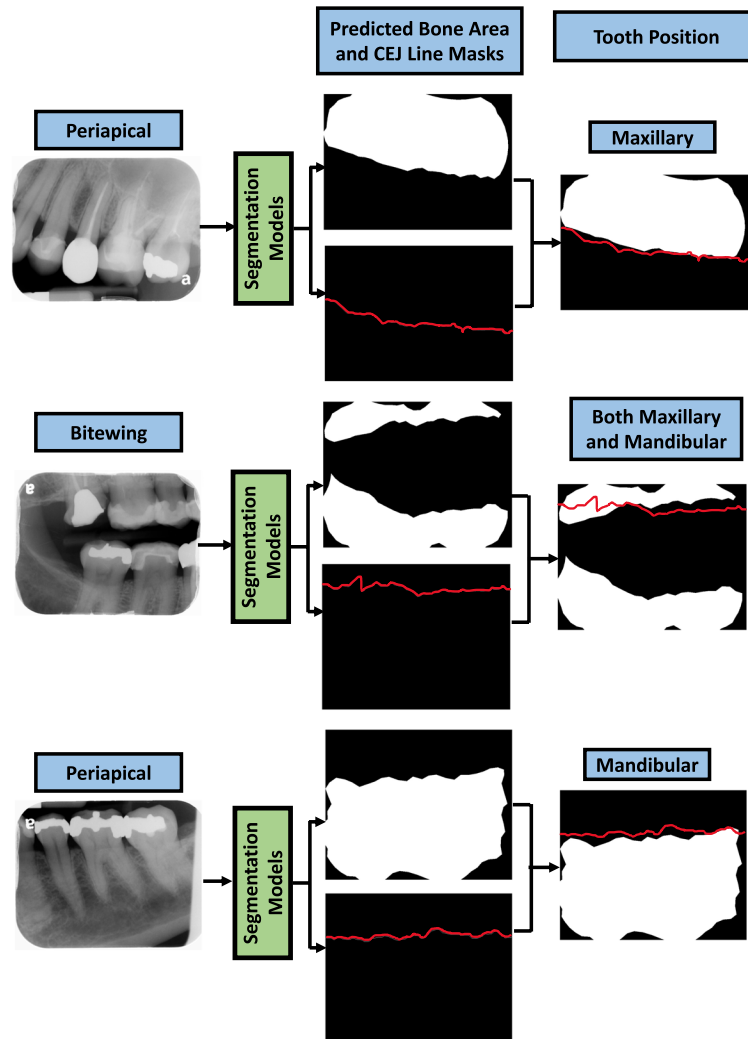 Predicted Bone Area
and CEJ Line Masks
Tooth Position
Periapical
Maxillary
Segmentation
Models
a
Bitewing
Both Maxillary
and Mandibular
a
Segmentation
Models
Periapical
Mandibular
a
Segmentation
Models